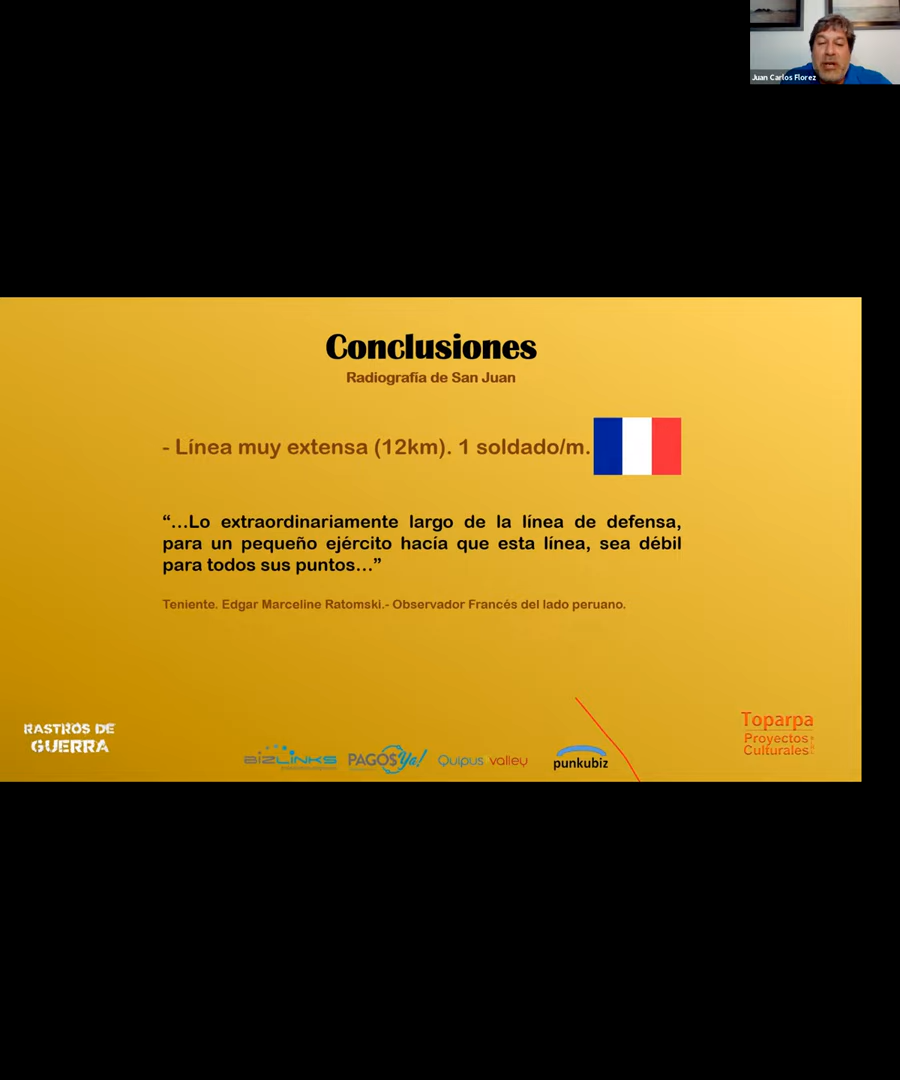 Juan Carlos Florez
Conclusiones
Radiografía de San Juan
- Línea muy extensa (12km). 1 soldado/m.
“...Lo extraordinariamente largo de la línea de defensa,
para un pequeño ejército hacía que esta línea, sea débil
para todos sus puntos...”
Teniente. Edgar Marceline Ratomski.- Observador Francés del lado peruano.
RASTROS DE
GUERRA
BIZLINKS
PAGOS Ya!
Quipus valley
punkubiz
Toparpa
Proyectos
Culturales